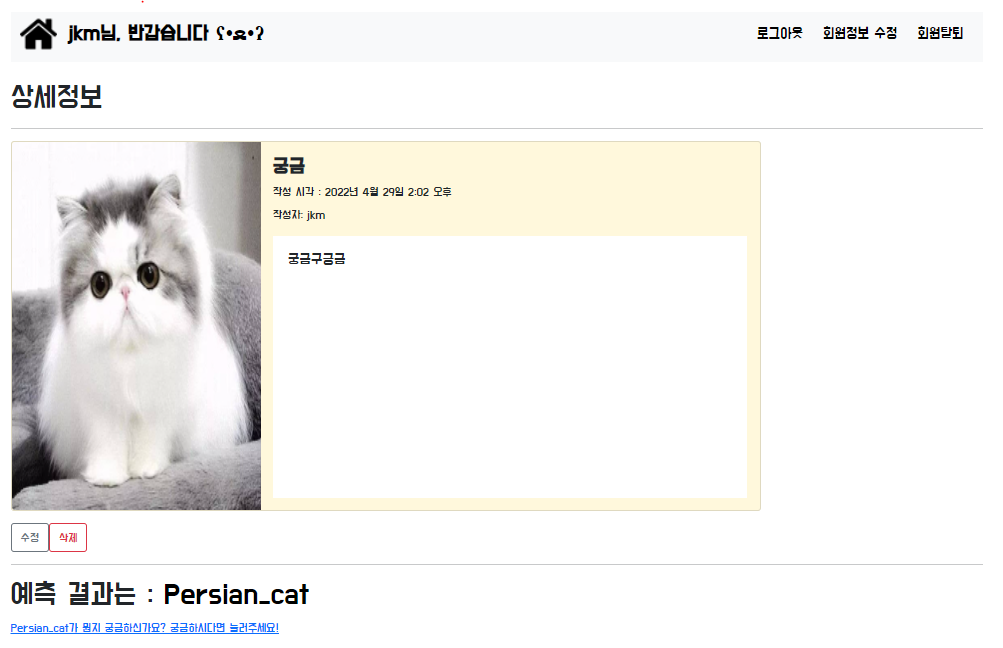 jkm님, 반갑습니다 ʕ•ﻌ•ʔ
로그아웃 회원정보 수정 회원탈퇴
상세정보
궁금
작성 시각 : 2022년 4월 29일 2:02 오후
작성자: jkm
궁금구금금
수정 삭제
예측 결과는 : Persian_cat
Persian_cat가 뭔지 궁금하신가요? 궁금하시다면 눌러주세요!